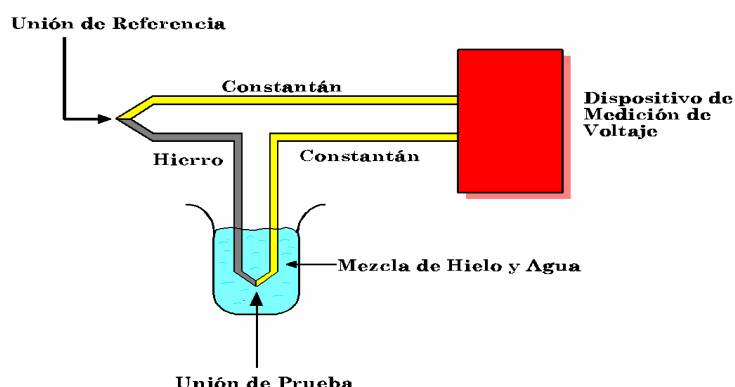 Unión de Referencia
Constantán
Dispositivo de
Medición de
Voltaje
Hierro
Constantán
Mezcla de Hielo y Agua
Unión de Prueba